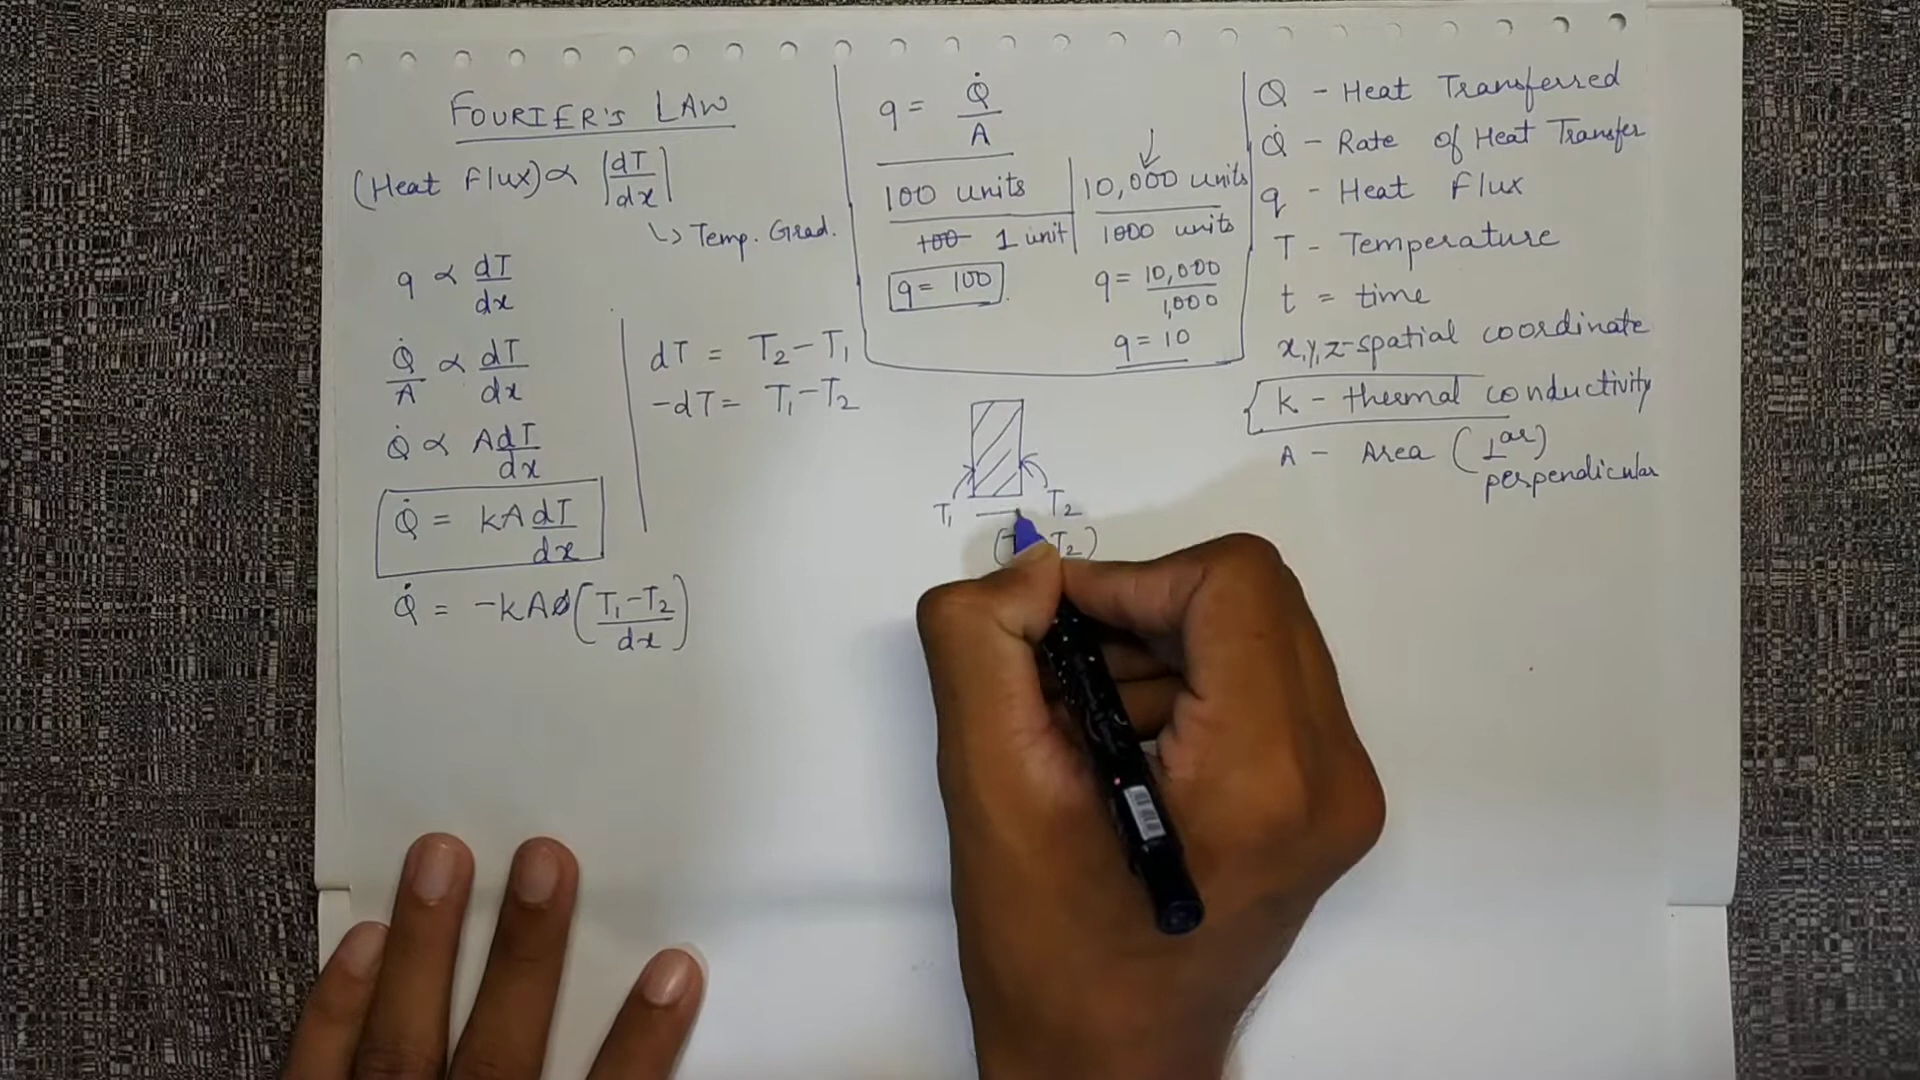 FOURIER'S LAW
(Heat Flux) ∝ |dT/dx|
↳ Temp. Grad.
q ∝ dT/dx
Q̇/A ∝ dT/dx
Q̇ ∝ A dT/dx
Q̇ = kA dT/dx
Q̇ = -kA (T₁-T₂/dx)
dT = T₂-T₁
-dT = T₁-T₂
q = Q̇/A
100 units
100 1 unit
q = 100
10,000 units
1000 units
q = 10,000/1,000
q = 10
T₁ T₂
T₂)
Q - Heat Transferred
Q̇ - Rate of Heat Transfer
q - Heat Flux
T - Temperature
t = time
x,y,z-spatial coordinate
k - thermal conductivity
A - Area (⊥ar)
perpendicular